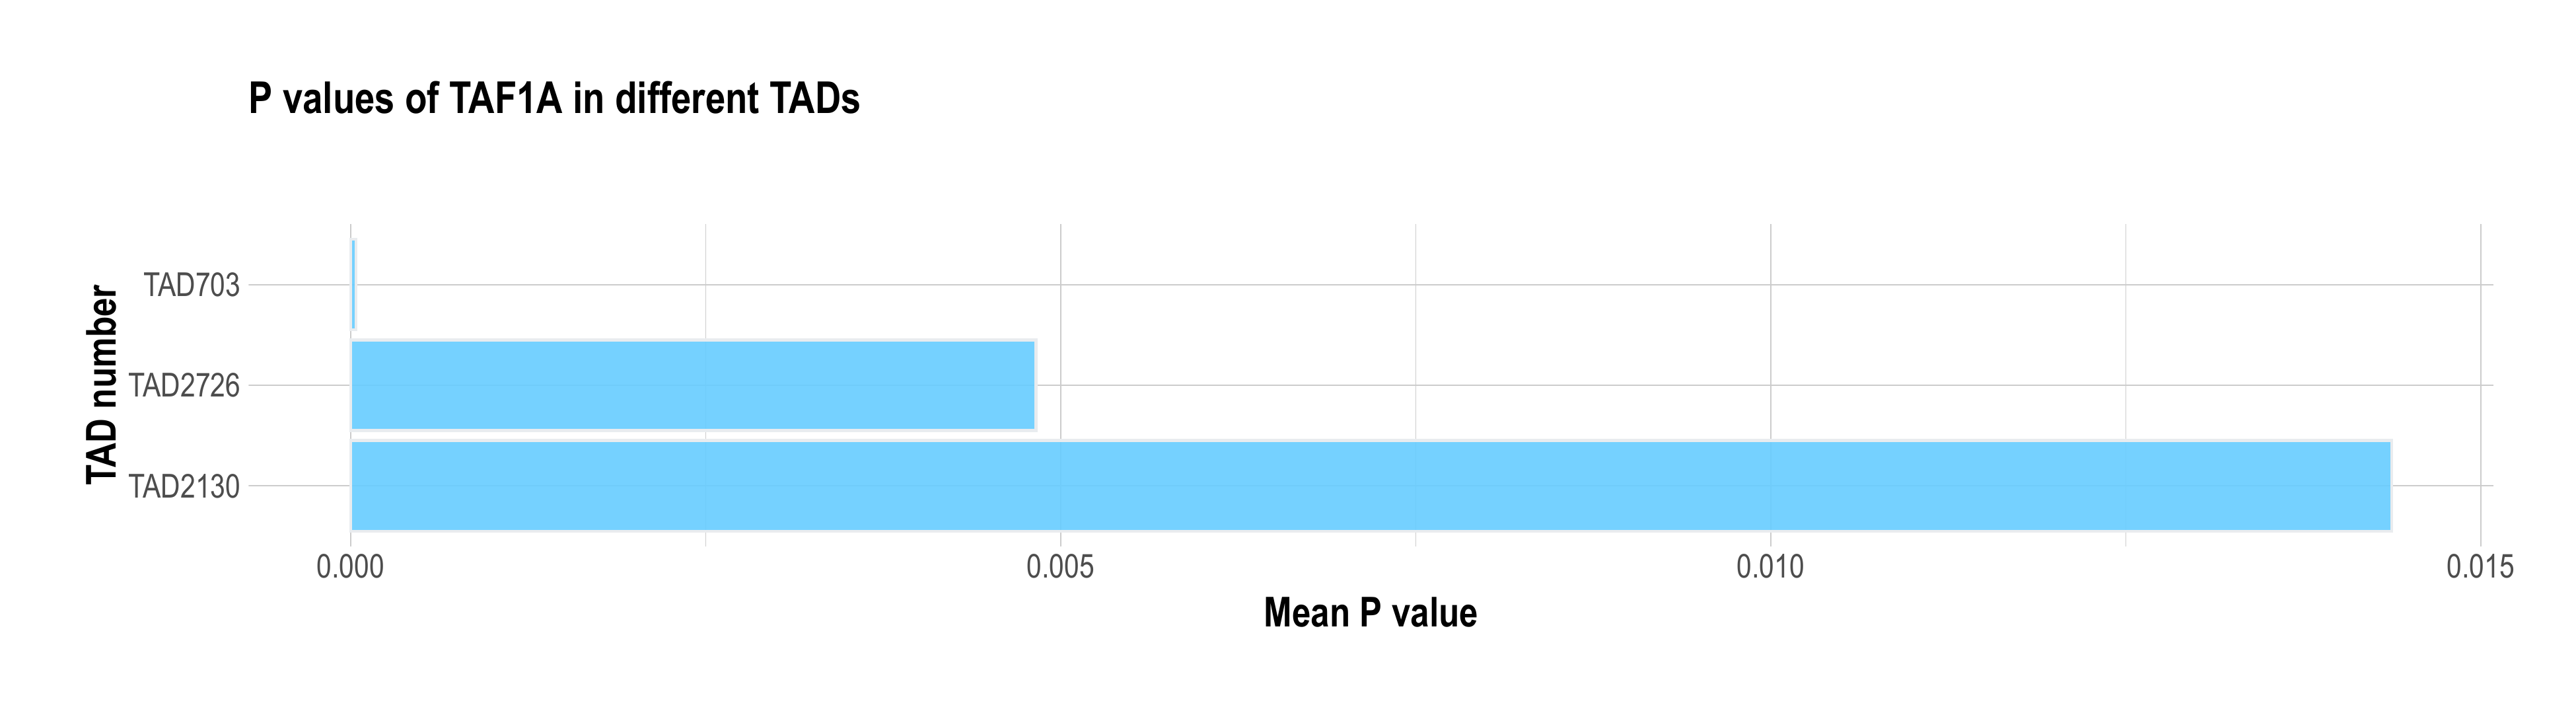 P values of TAF1A in different TADs
TAD number
TAD703
TAD2726
TAD2130
0.000 0.005 0.010 0.015
Mean P value